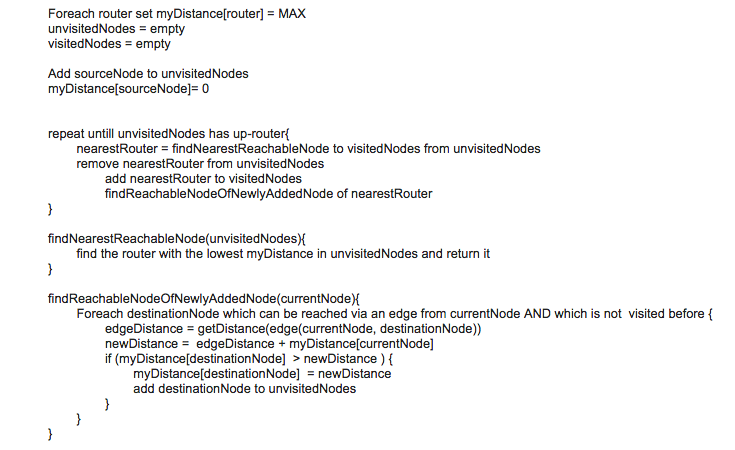 Foreach router set myDistance[router] = MAX
unvisitedNodes = empty
visitedNodes = empty
Add sourceNode to unvisitedNodes
myDistance[sourceNode]= 0
repeat untill unvisitedNodes has up-router{
nearestRouter = findNearestReachableNode to visitedNodes from unvisitedNodes
remove nearestRouter from unvisitedNodes
add nearestRouter to visitedNodes
findReachableNodeOfNewlyAddedNode of nearestRouter
}
findNearestReachableNode(unvisitedNodes){
find the router with the lowest myDistance in unvisitedNodes and return it
}
findReachableNodeOfNewlyAddedNode(currentNode){
Foreach destinationNode which can be reached via an edge from currentNode AND which is not  visited before {
edgeDistance = getDistance(edge(currentNode, destinationNode))
newDistance =  edgeDistance + myDistance[currentNode]
if (myDistance[destinationNode]  > newDistance ) {
myDistance[destinationNode]  = newDistance
add destinationNode to unvisitedNodes
}
}
}